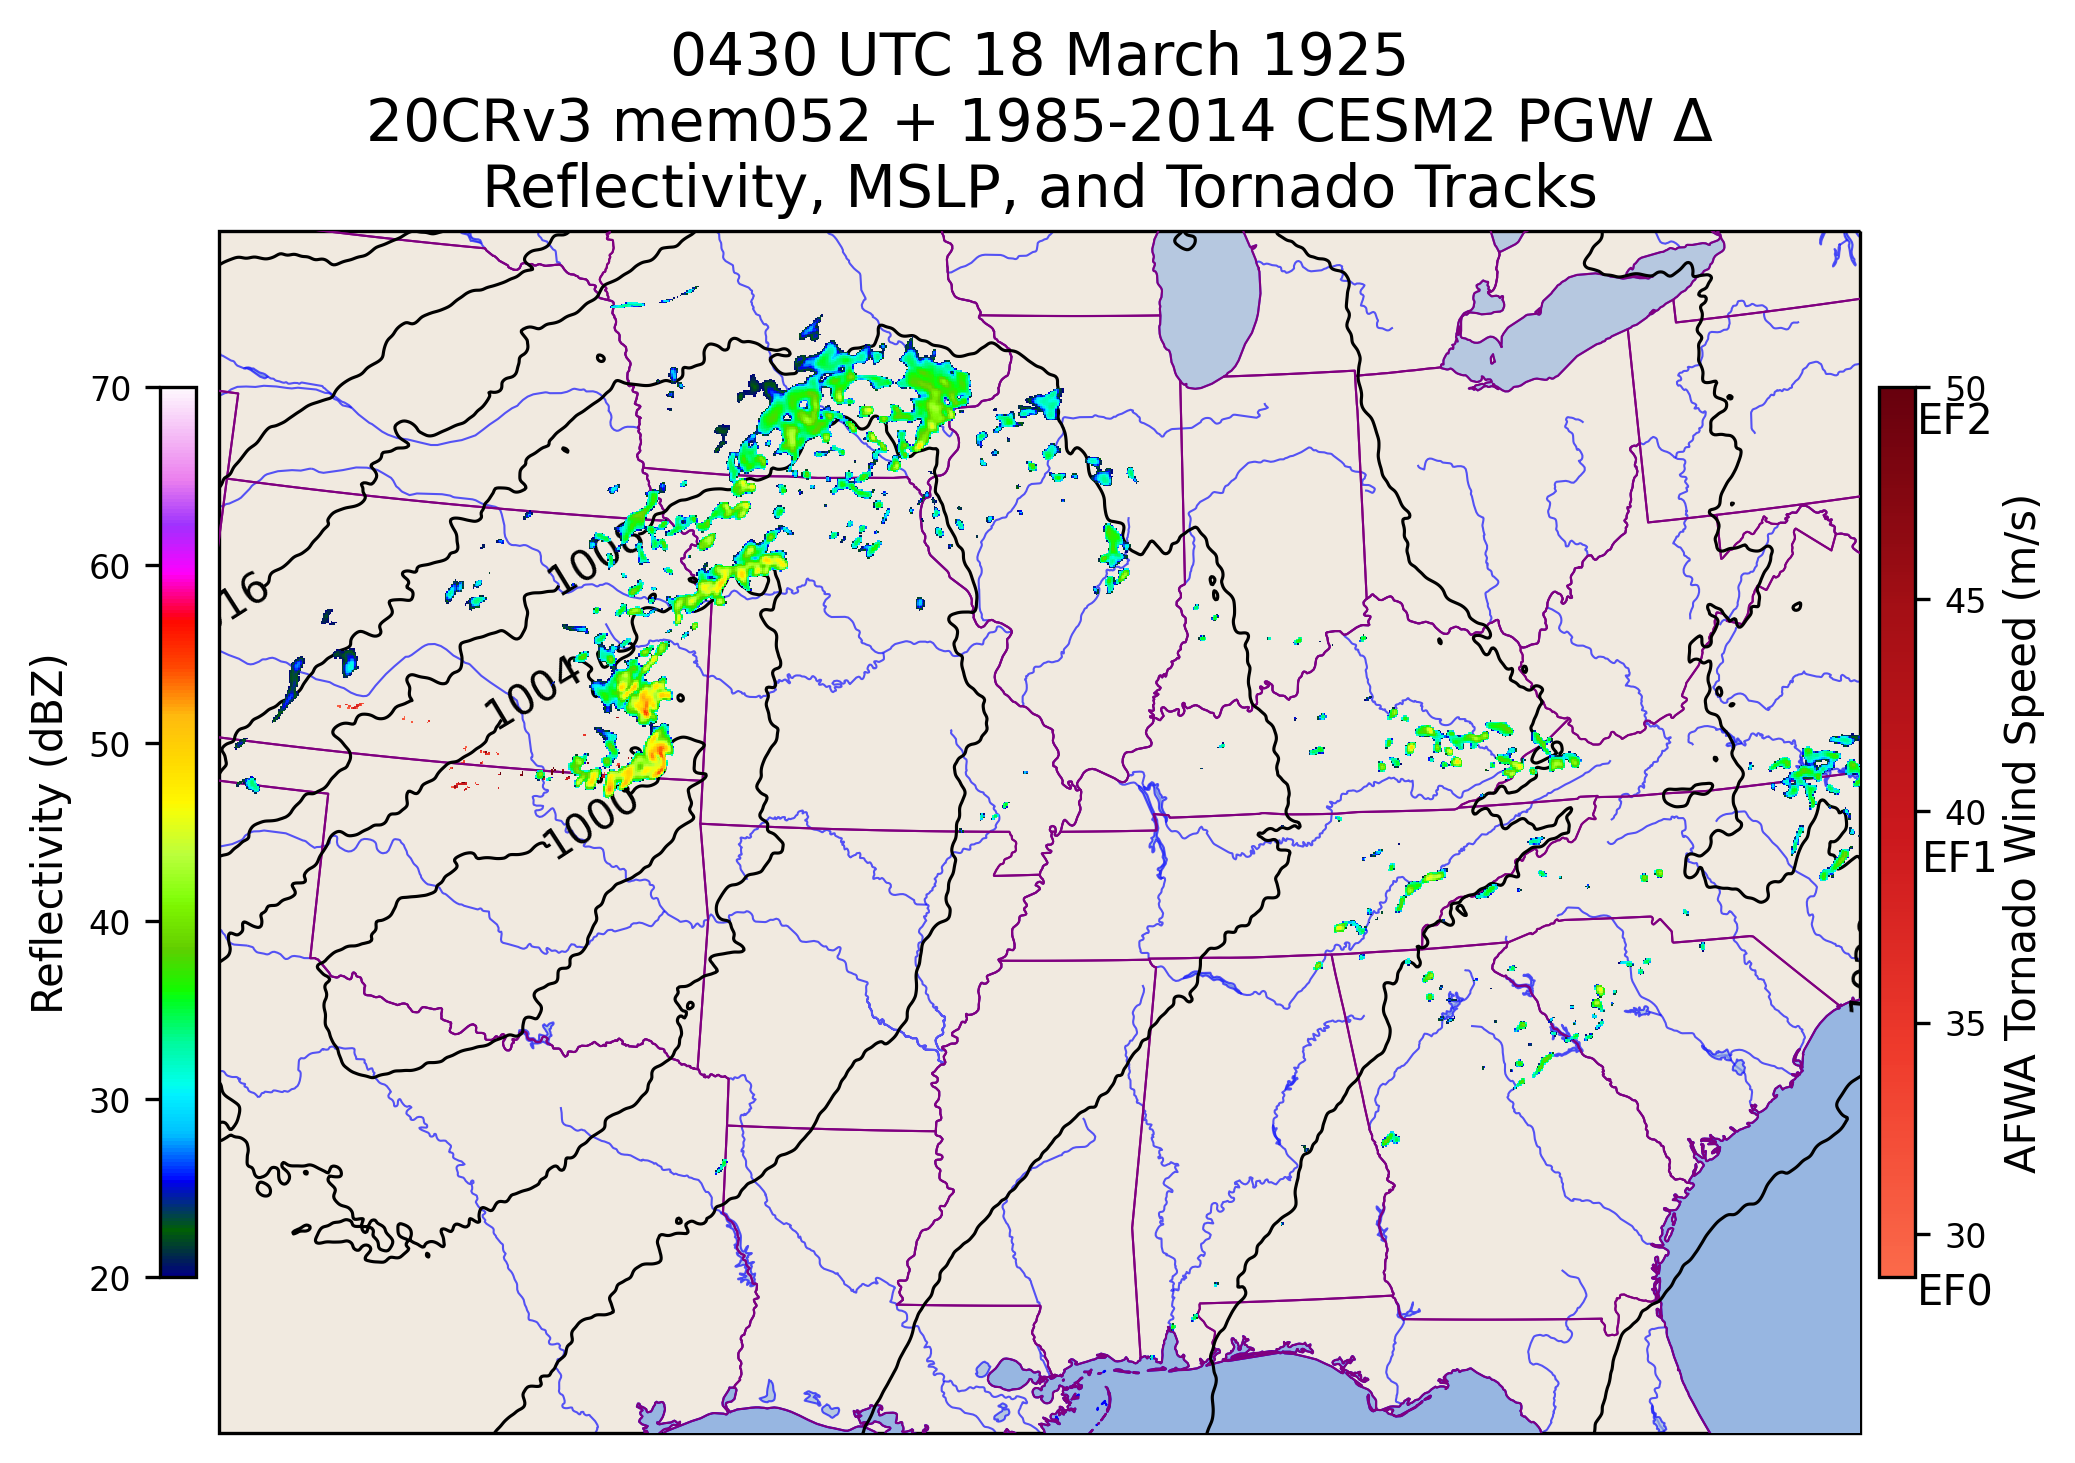 0430 UTC 18 March 1925
20CRv3 mem052 + 1985-2014 CESM2 PGW Δ
Reflectivity, MSLP, and Tornado Tracks
70
60
50
40
30
20
Reflectivity (dBZ)
16
1004
1000
50
EF2
45
40
EF1
35
30
EF0
AFWA Tornado Wind Speed (m/s)